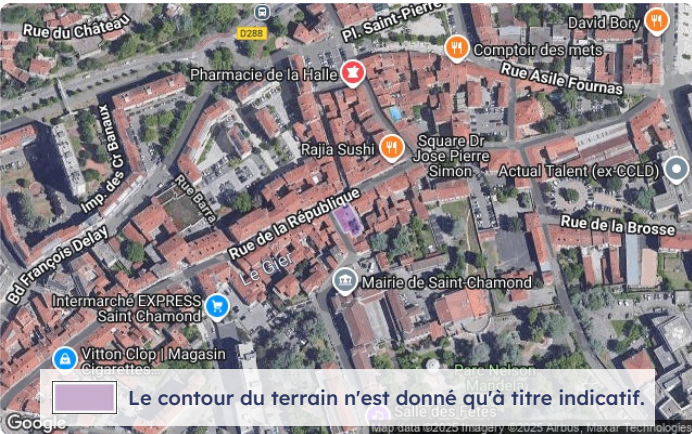 Rue du Château
D288
Pl. Saint-Pierre
David Bory
Comptoir des mets
Pharmacie de la Halle
Rue Asile Fournas
Imp. des Cr Banaux
Rajia Sushi
Square Dr
Jose Pierre
Simon
Actual Talent (ex-CCLD)
Rue Barra
Rue de la République
Rue de la Brosse
Bd François Delay
Le Gier
Mairie de Saint-Chamond
Intermarché EXPRESS
Saint Chamond
Vitton Clop | Magasin
Cigarettes...
Parc Nelson
Mandela
Le contour du terrain n'est donné qu'à titre indicatif.
Salle des Fêtes
Google
Map data ©2025 Imagery ©2025 Airbus, Maxar Technologies